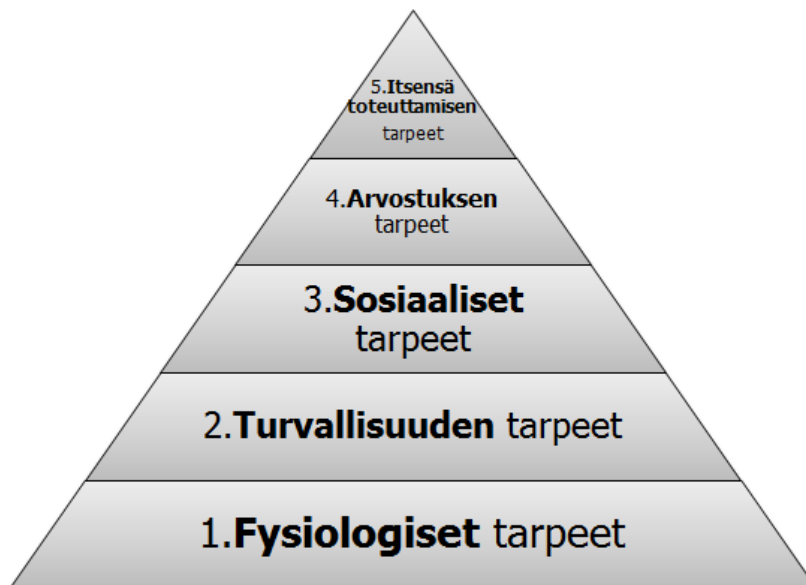 5.Itsensä
toteuttamisen
tarpeet
4.Arvostuksen
tarpeet
3.Sosiaaliset
tarpeet
2.Turvallisuuden tarpeet
1.Fysiologiset tarpeet